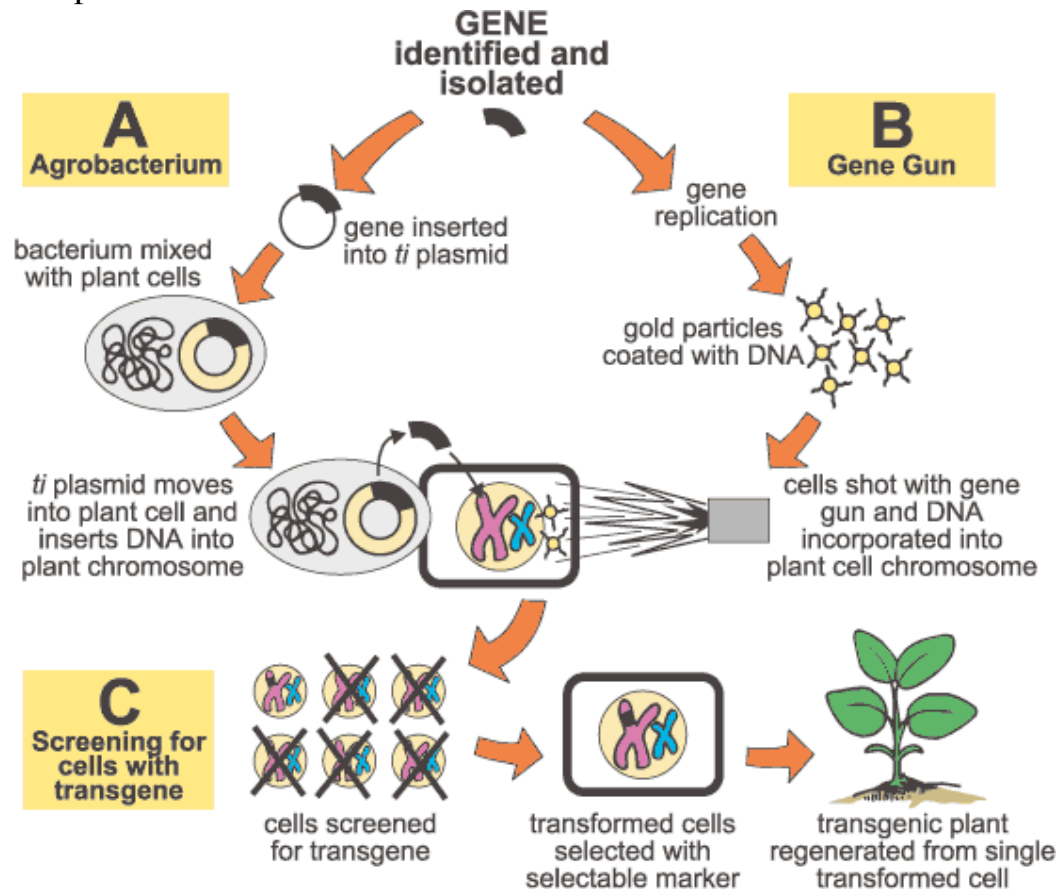 GENE
identified and
isolated
A
Agrobacterium
B
Gene Gun
gene inserted
into ti plasmid
gene
replication
bacterium mixed
with plant cells
gold particles
coated with DNA
ti plasmid moves
into plant cell and
inserts DNA into
plant chromosome
cells shot with gene
gun and DNA
incorporated into
plant cell chromosome
C
Screening for
cells with
transgene
cells screened
for transgene
transformed cells
selected with
selectable marker
transgenic plant
regenerated from single
transformed cell